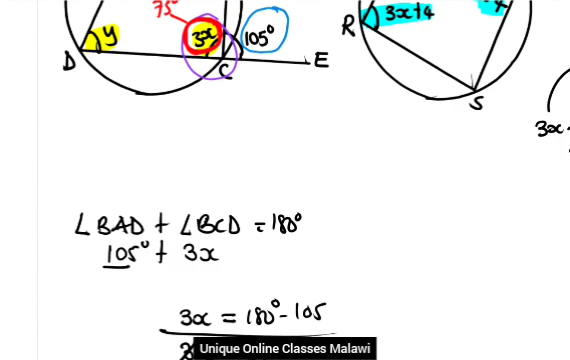 75°
y
3x
105°
D
C
E
R
3x+4
S
3x
∠BAD + ∠BCD = 180°
105° + 3x
3x = 180° - 105
Unique Online Classes Malawi